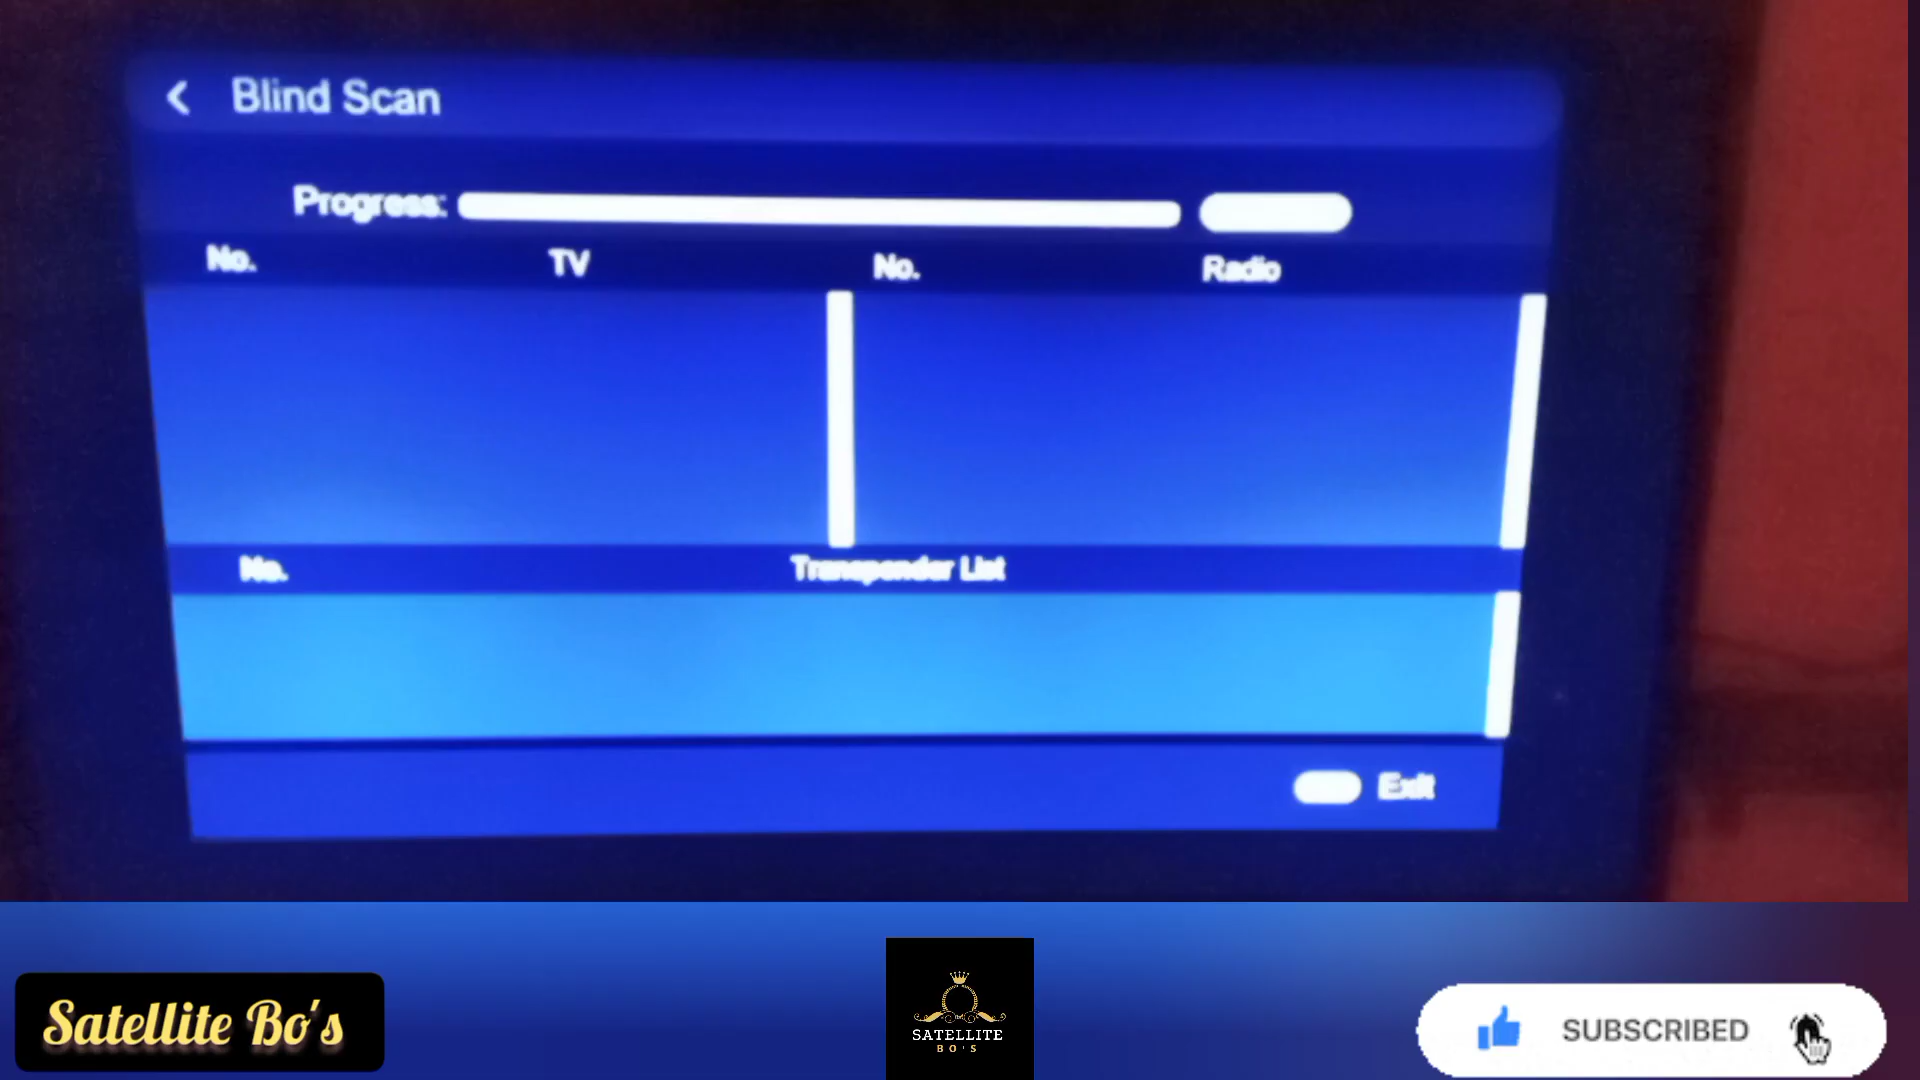 Blind Scan
Progress:
No. TV No. Radio
No. Transponder List
Exit
Satellite Bo's
SATELLITE
BO'S
SUBSCRIBED